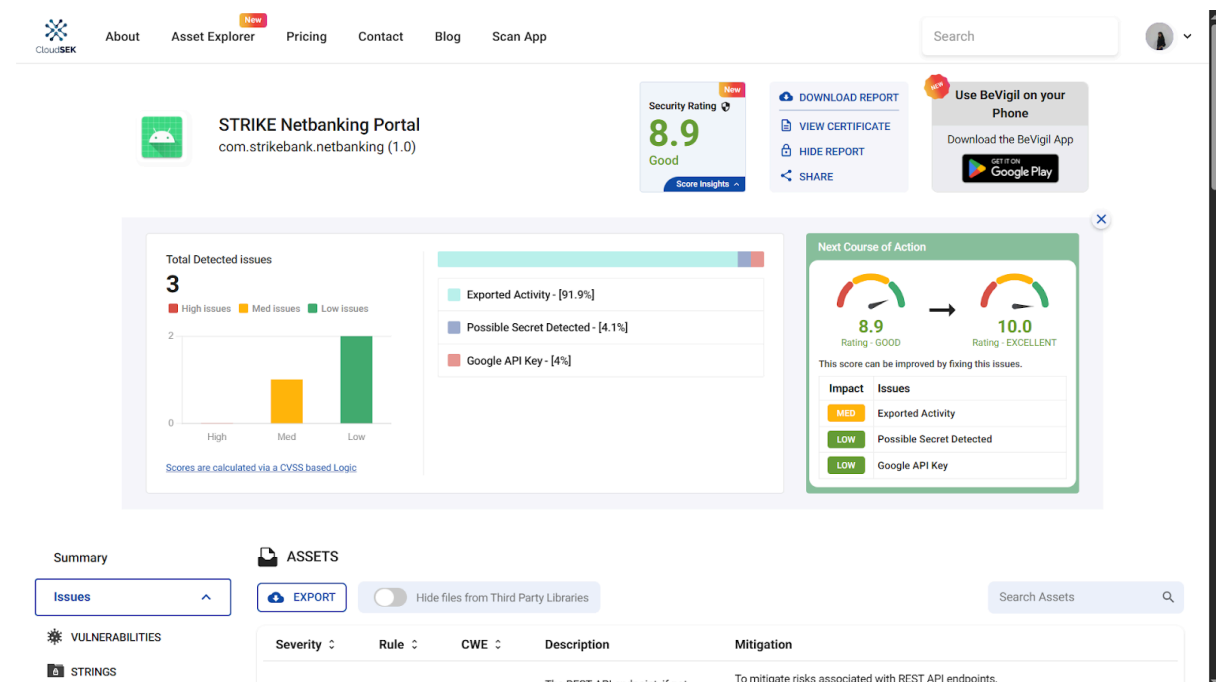 CloudSEK
About
Asset Explorer
New
Pricing
Contact
Blog
Scan App
Search
STRIKE Netbanking Portal
com.strikebank.netbanking (1.0)
New
Security Rating
8.9
Good
Score Insights
DOWNLOAD REPORT
VIEW CERTIFICATE
HIDE REPORT
SHARE
NEW
Use BeVigil on your
Phone
Download the BeVigil App
GET IT ON
Google Play
Total Detected issues
3
High issues
Med issues
Low issues
2
0
High
Med
Low
Scores are calculated via a CVSS based Logic
Exported Activity - [91.9%]
Possible Secret Detected - [4.1%]
Google API Key - [4%]
Next Course of Action
8.9
Rating - GOOD
10.0
Rating - EXCELLENT
This score can be improved by fixing this issues.
Impact Issues
MED Exported Activity
LOW Possible Secret Detected
LOW Google API Key
Summary
Issues
VULNERABILITIES
STRINGS
ASSETS
EXPORT
Hide files from Third Party Libraries
Search Assets
Severity Rule CWE Description Mitigation
To mitigate risks associated with REST API endpoints,